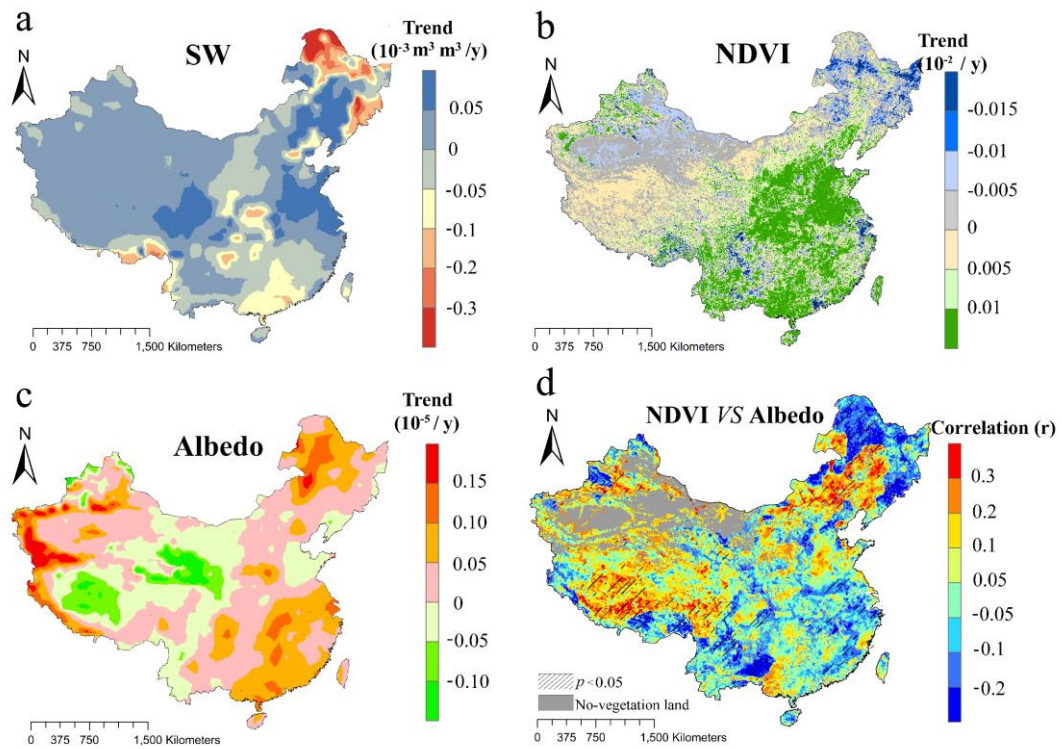 a
SW
N
Trend
(10⁻³ m³ m³ /y)
0.05
0
-0.05
-0.1
-0.2
-0.3
0 375 750 1,500 Kilometers
b
NDVI
N
Trend
(10⁻² / y)
-0.015
-0.01
-0.005
0
0.005
0.01
0 375 750 1,500 Kilometers
c
Albedo
N
Trend
(10⁻⁵ / y)
0.15
0.10
0.05
0
-0.05
-0.10
0 375 750 1,500 Kilometers
d
NDVI VS Albedo
N
Correlation (r)
0.3
0.2
0.1
0.05
-0.05
-0.1
-0.2
p<0.05
No-vegetation land
0 375 750 1,500 Kilometers